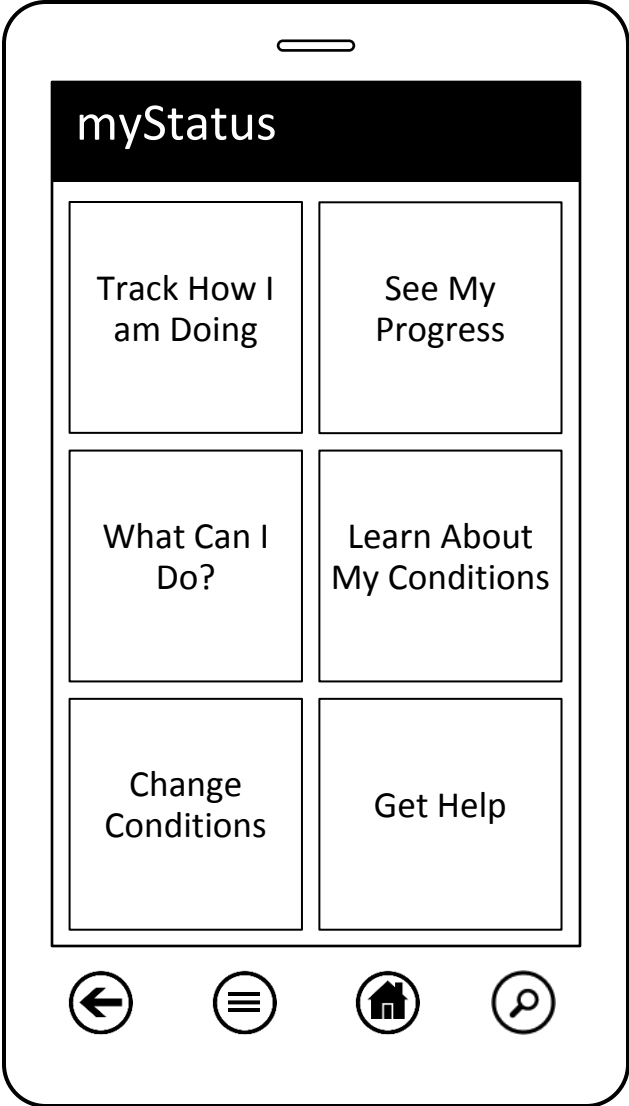 myStatus
Track How I
am Doing
See My
Progress
What Can I
Do?
Learn About
My Conditions
Change
Conditions
Get Help